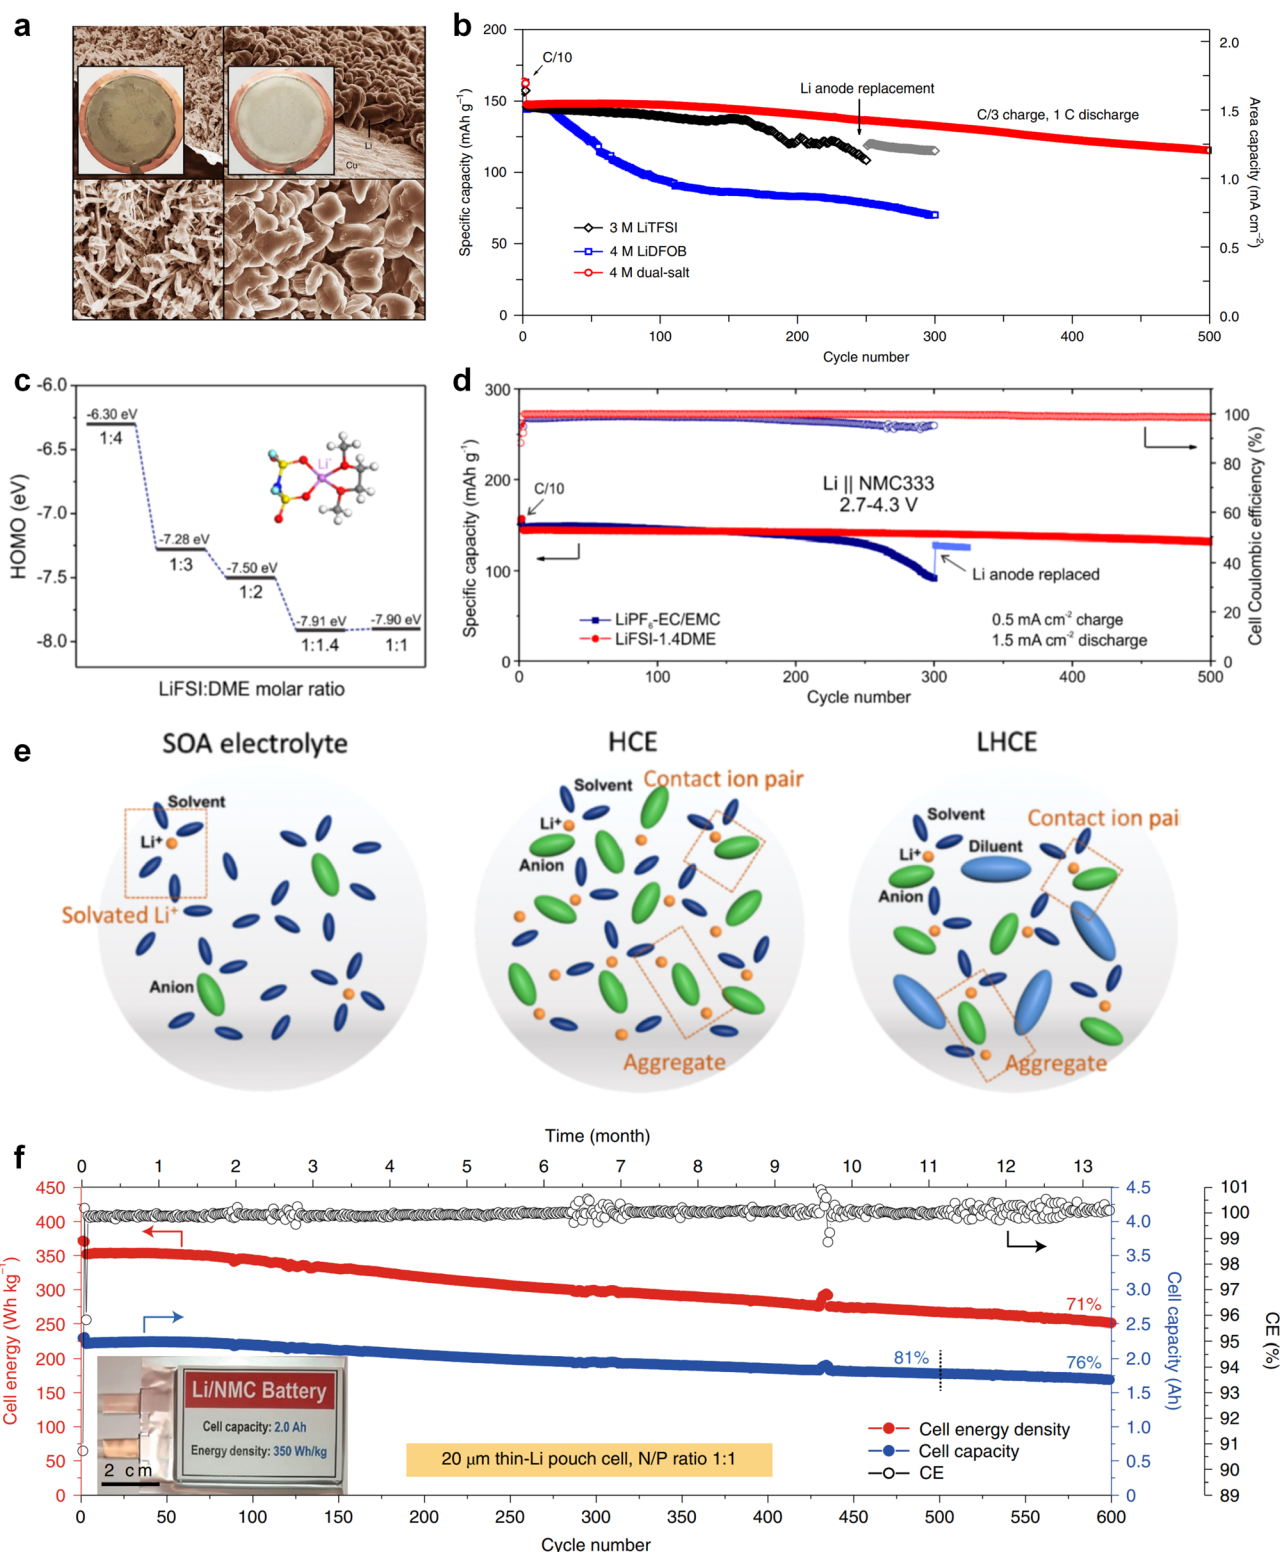 a
Li
Cu
b
200
150
100
50
0
Specific capacity (mAh g⁻¹)
C/10
Li anode replacement
C/3 charge, 1 C discharge
3 M LiTFSI
4 M LiDFOB
4 M dual-salt
2.0
1.5
1.0
0.5
0.0
Area capacity (mA cm⁻²)
0 100 200 300 400 500
Cycle number
c
-6.0
-6.5
-7.0
-7.5
-8.0
HOMO (eV)
-6.30 eV
1:4
Li⁺
-7.28 eV
1:3
-7.50 eV
1:2
-7.91 eV
1:1.4
-7.90 eV
1:1
LiFSI:DME molar ratio
d
300
200
100
0
Specific capacity (mAh g⁻¹)
C/10
Li || NMC333
2.7-4.3 V
Li anode replaced
LiPF₆-EC/EMC
LiFSI-1.4DME
0.5 mA cm⁻² charge
1.5 mA cm⁻² discharge
100
80
60
40
20
0
Cell Coulombic efficiency (%)
0 100 200 300 400 500
Cycle number
e
SOA electrolyte
Solvent
Li⁺
Solvated Li⁺
Anion
HCE
Solvent
Contact ion pair
Li⁺
Anion
Aggregate
LHCE
Solvent
Contact ion pai
Li⁺
Diluent
Anion
Aggregate
f
Time (month)
0 1 2 3 4 5 6 7 8 9 10 11 12 13
450
400
350
300
250
200
150
100
50
0
Cell energy (Wh kg⁻¹)
71%
81%
76%
Li/NMC Battery
Cell capacity: 2.0 Ah
Energy density: 350 Wh/kg
2 cm
20 μm thin-Li pouch cell, N/P ratio 1:1
Cell energy density
Cell capacity
CE
4.5
4.0
3.5
3.0
2.5
2.0
1.5
1.0
0.5
0
Cell capacity (Ah)
101
100
99
98
97
96
95
94
93
92
91
90
89
CE (%)
0 50 100 150 200 250 300 350 400 450 500 550 600
Cycle number